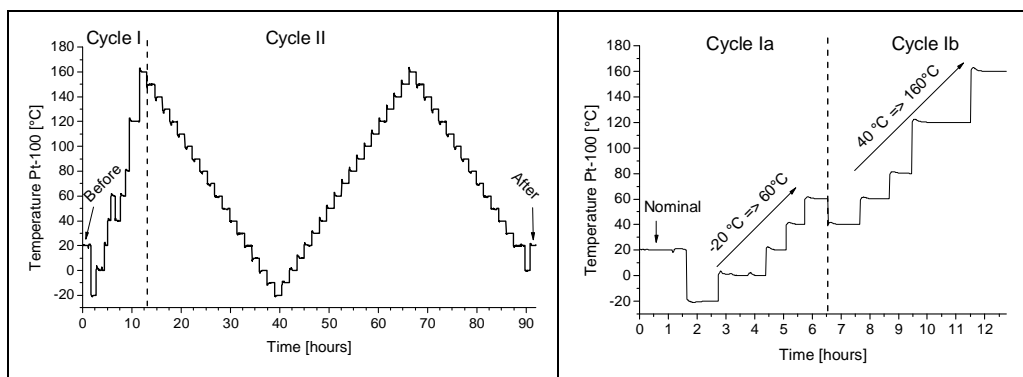 Cycle I
Cycle II
Temperature Pt-100 [°C]
180
160
140
120
100
80
60
40
20
0
-20
Before
After
0 10 20 30 40 50 60 70 80 90
Time [hours]
Cycle Ia
Cycle Ib
Temperature Pt-100 [°C]
180
160
140
120
100
80
60
40
20
0
-20
Nominal
-20 °C => 60°C
40 °C => 160°C
0 1 2 3 4 5 6 7 8 9 10 11 12
Time [hours]